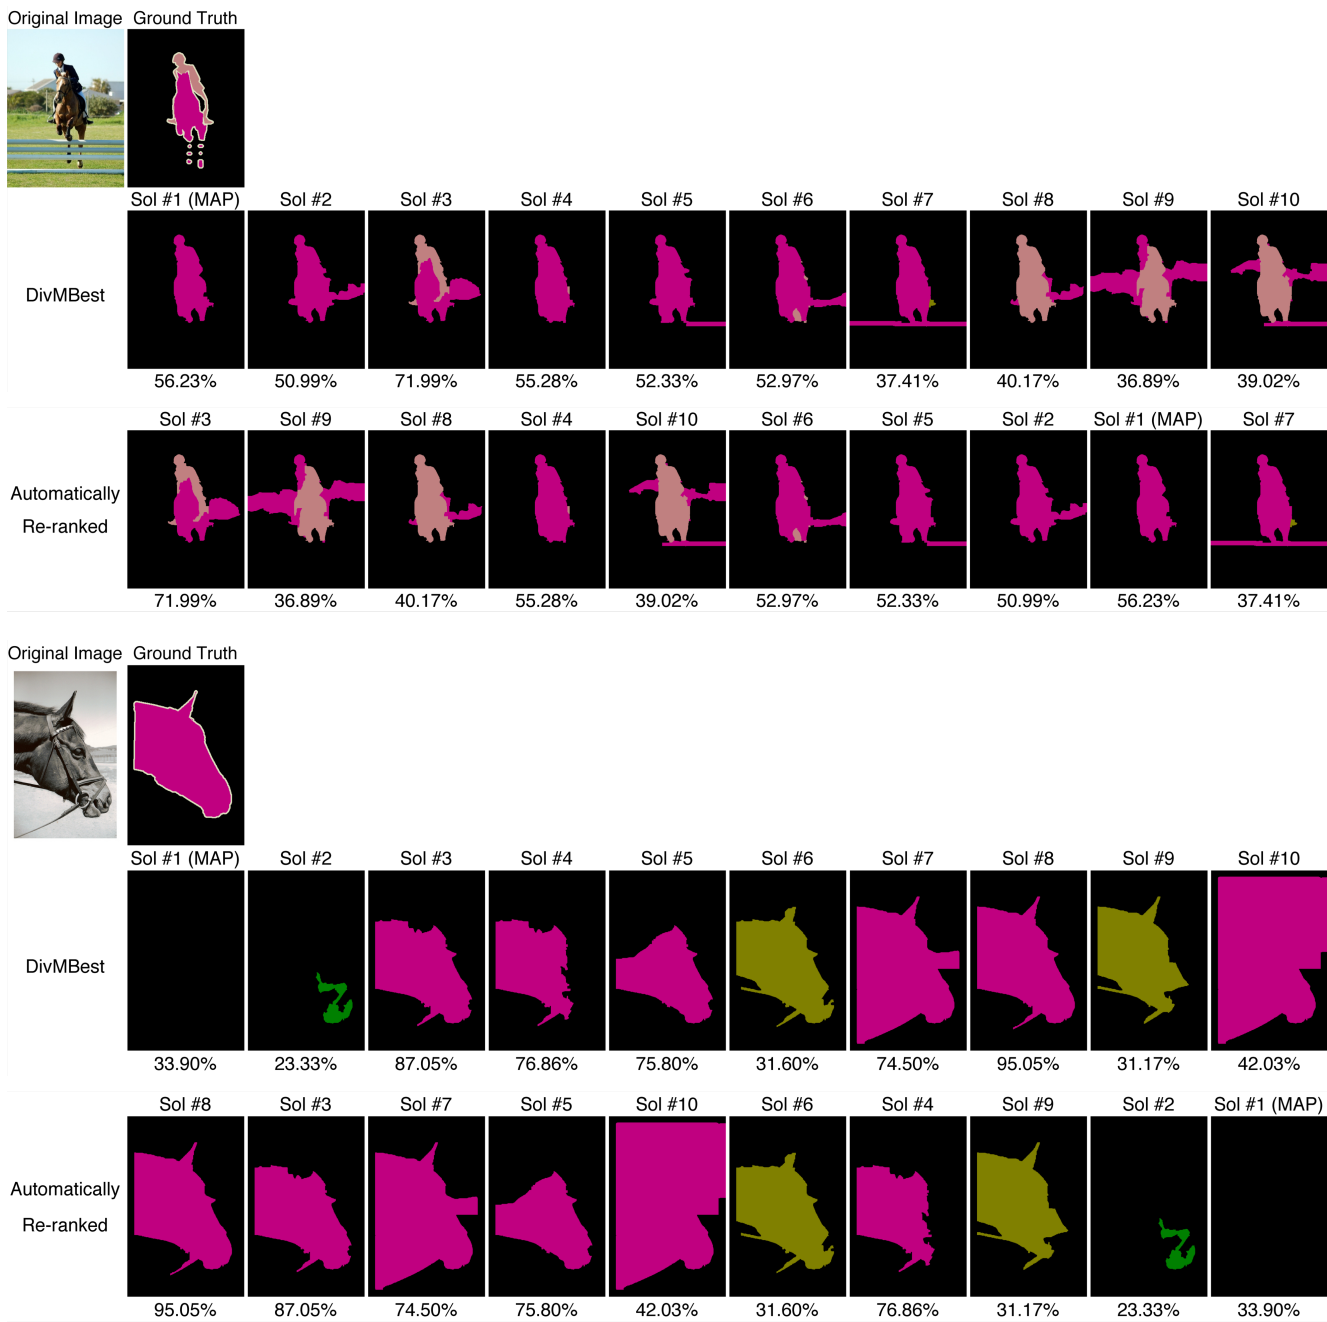 Original Image Ground Truth
Sol #1 (MAP) Sol #2 Sol #3 Sol #4 Sol #5 Sol #6 Sol #7 Sol #8 Sol #9 Sol #10
DivMBest
56.23% 50.99% 71.99% 55.28% 52.33% 52.97% 37.41% 40.17% 36.89% 39.02%
Sol #3 Sol #9 Sol #8 Sol #4 Sol #10 Sol #6 Sol #5 Sol #2 Sol #1 (MAP) Sol #7
Automatically
Re-ranked
71.99% 36.89% 40.17% 55.28% 39.02% 52.97% 52.33% 50.99% 56.23% 37.41%
Original Image Ground Truth
Sol #1 (MAP) Sol #2 Sol #3 Sol #4 Sol #5 Sol #6 Sol #7 Sol #8 Sol #9 Sol #10
DivMBest
33.90% 23.33% 87.05% 76.86% 75.80% 31.60% 74.50% 95.05% 31.17% 42.03%
Sol #8 Sol #3 Sol #7 Sol #5 Sol #10 Sol #6 Sol #4 Sol #9 Sol #2 Sol #1 (MAP)
Automatically
Re-ranked
95.05% 87.05% 74.50% 75.80% 42.03% 31.60% 76.86% 31.17% 23.33% 33.90%